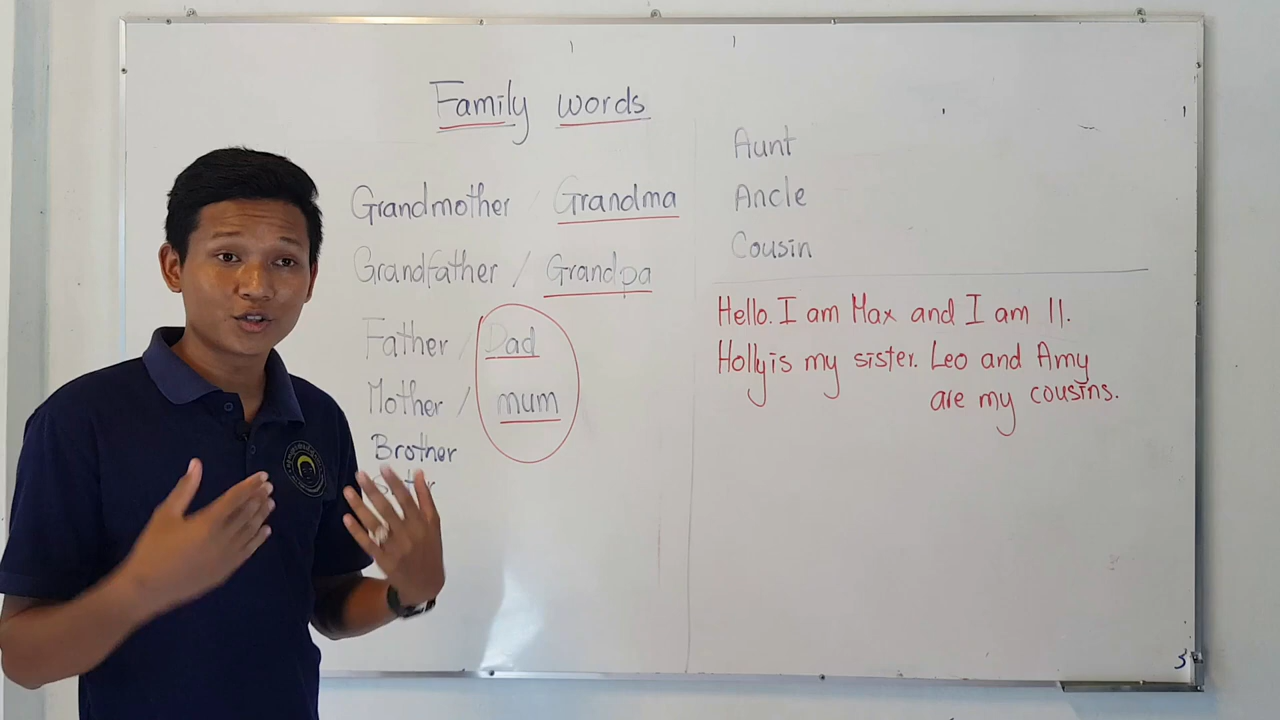 Family words
Grandmother / Grandma
Grandfather / Grandpa
Father / Dad
Mother / mum
Brother
Aunt
Ancle
Cousin
Hello. I am Max and I am 11.
Holly is my sister. Leo and Amy
are my cousins.
3